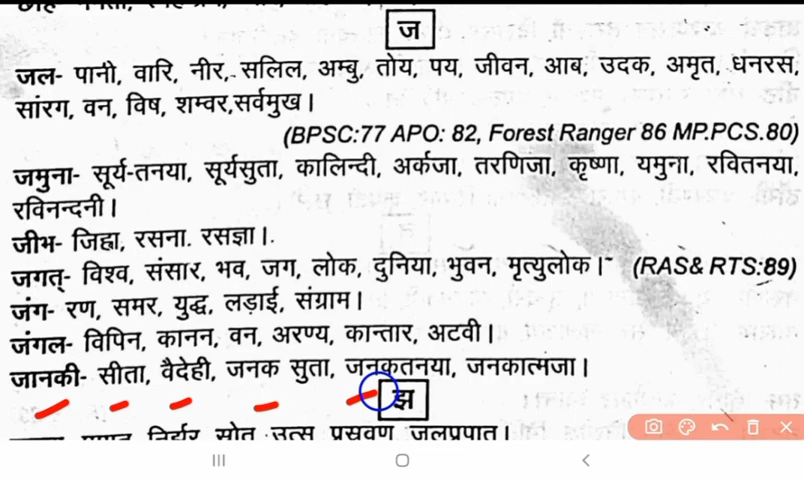 ज
जल- पानी, वारि, नीर, सलिल, अम्बु, तोय, पय, जीवन, आब, उदक, अमृत, धनरस,
सांरग, वन, विष, शम्वर,सर्वमुख।
(BPSC:77 APO: 82, Forest Ranger 86 MP.PCS.80)
जमुना- सूर्य-तनया, सूर्यसुता, कालिन्दी, अर्कजा, तरणिजा, कृष्णा, यमुना, रवितनया,
रविनन्दनी।
जीभ- जिह्वा, रसना. रसज्ञा।
जगत्- विश्व, संसार, भव, जग, लोक, दुनिया, भुवन, मृत्युलोक। (RAS& RTS:89)
जंग- रण, समर, युद्ध, लड़ाई, संग्राम।
जंगल- विपिन, कानन, वन, अरण्य, कान्तार, अटवी।
जानकी- सीता, वैदेही, जनक सुता, जनकतनया, जनकात्मजा।
झ
निर्झर स्रोत उत्स प्रस्रवण जलप्रपात।